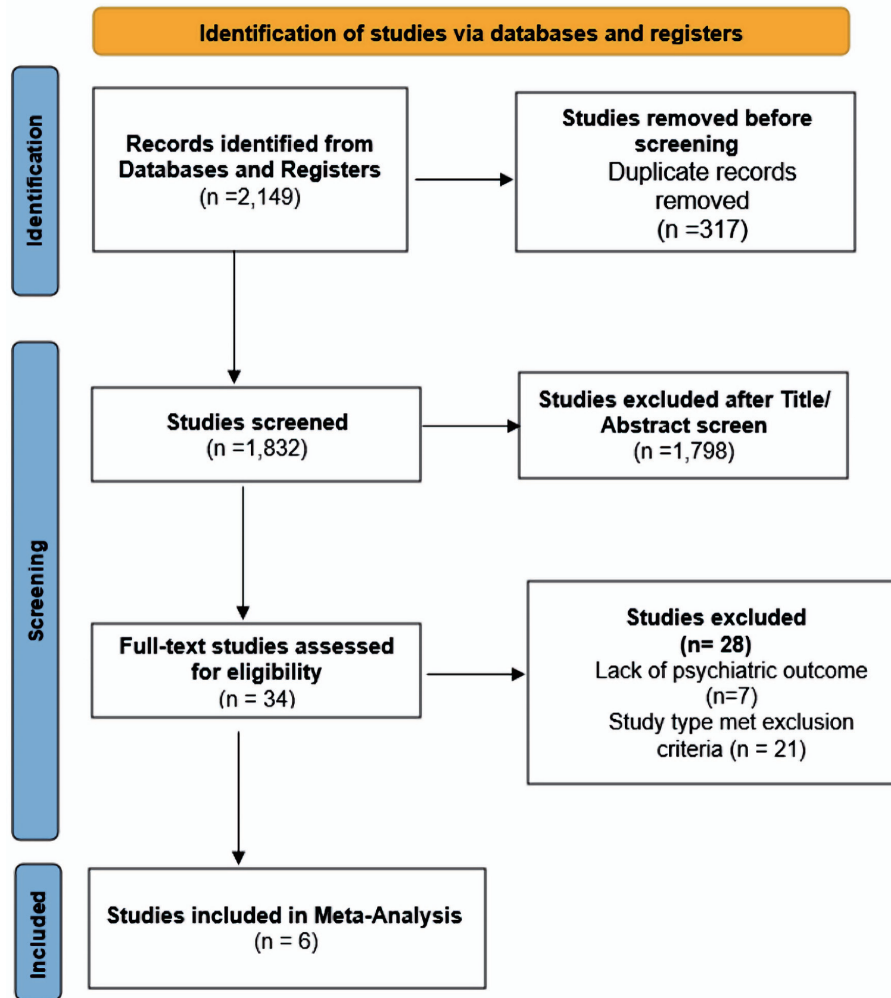 Identification of studies via databases and registers
Identification
Records identified from
Databases and Registers
(n =2,149)
Studies removed before
screening
Duplicate records
removed
(n =317)
Screening
Studies screened
(n =1,832)
Studies excluded after Title/
Abstract screen
(n =1,798)
Full-text studies assessed
for eligibility
(n = 34)
Studies excluded
(n= 28)
Lack of psychiatric outcome
(n=7)
Study type met exclusion
criteria (n = 21)
Included
Studies included in Meta-Analysis
(n = 6)